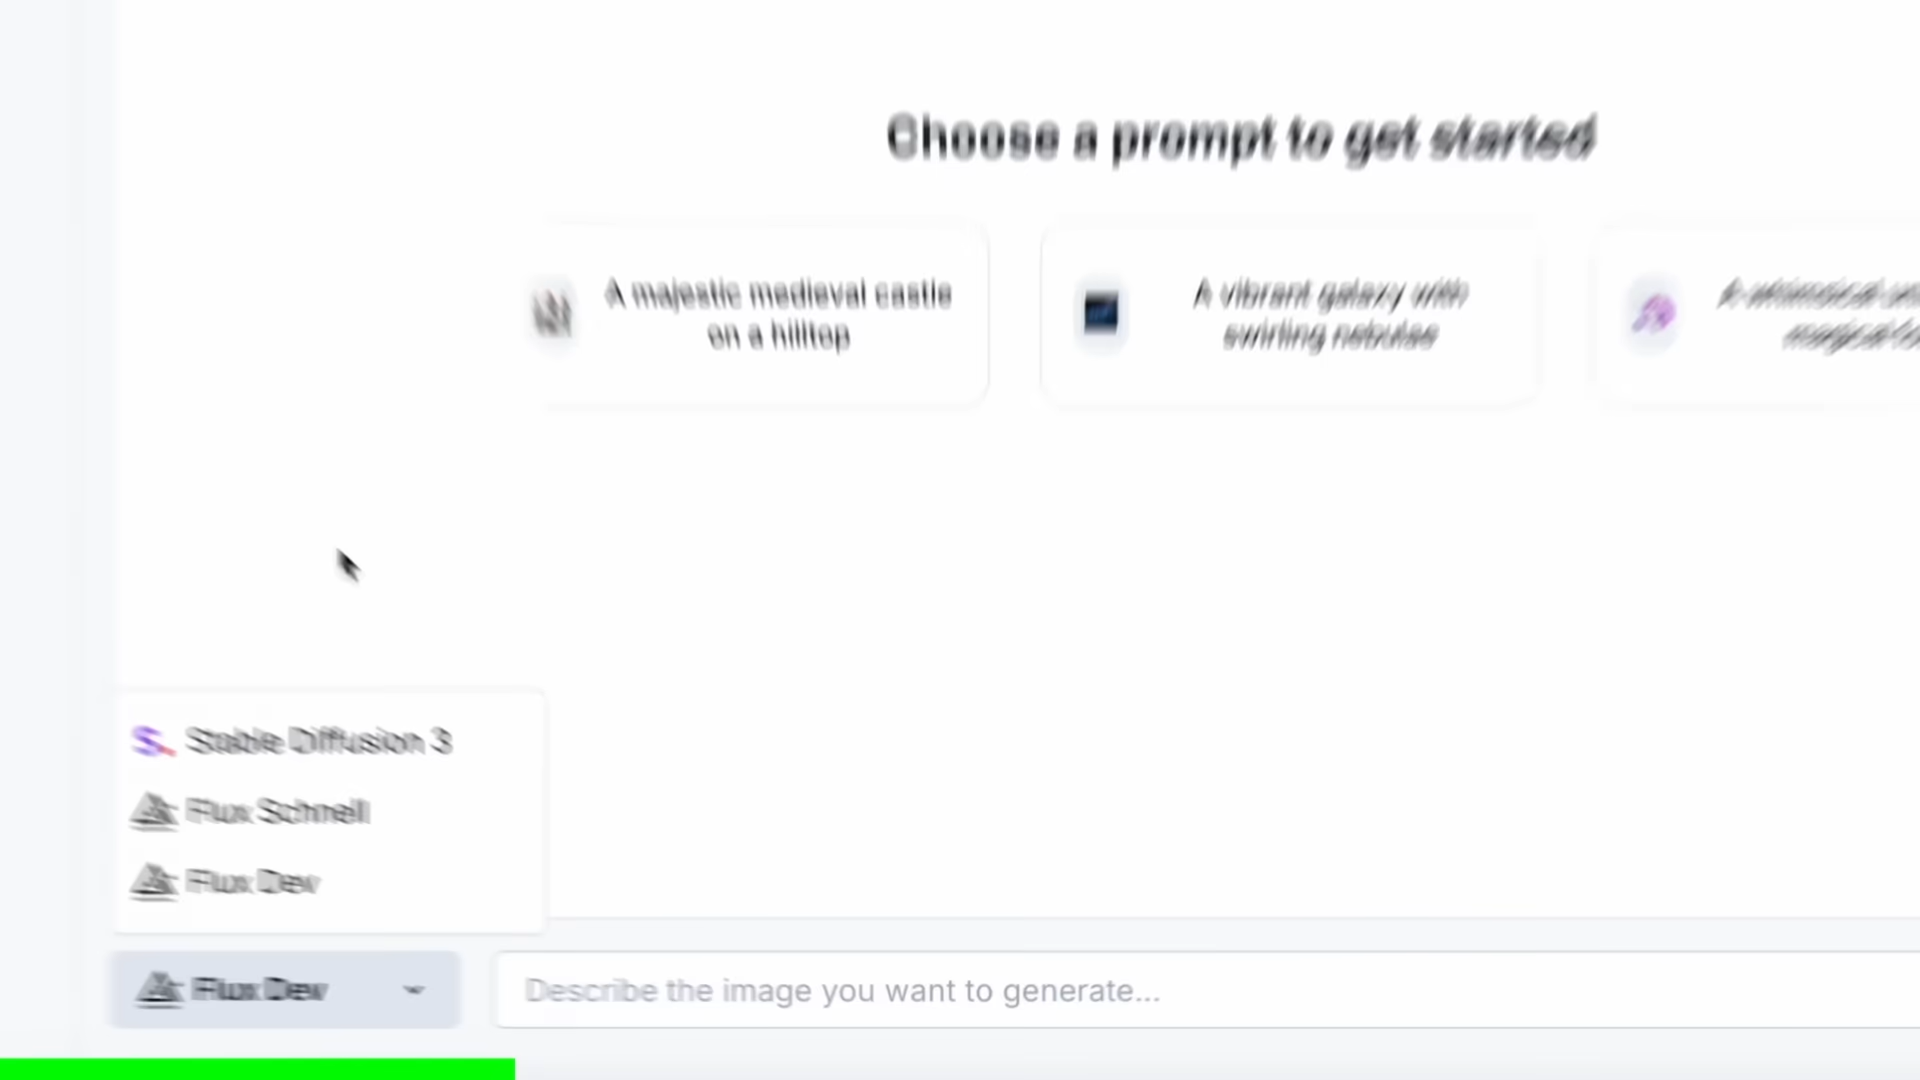 Choose a prompt to get started
A majestic medieval castle
on a hilltop
A vibrant galaxy with
swirling nebulae
A whimsical
Stable Diffusion 3
Flux Schnell
Flux Dev
Flux Dev
Describe the image you want to generate...